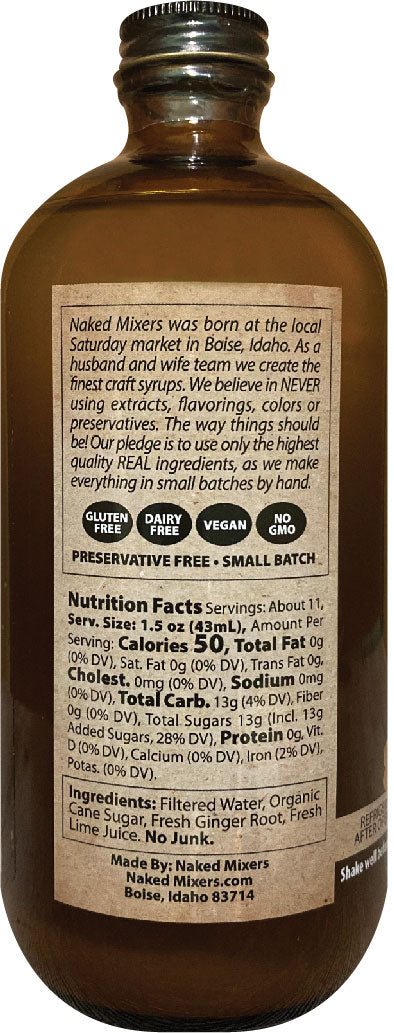 Naked Mixers was born at the local
Saturday market in Boise, Idaho. As a
husband and wife team we create the
finest craft syrups. We believe in NEVER
using extracts, flavorings, colors or
preservatives. The way things should
be! Our pledge is to use only the highest
quality REAL ingredients, as we make
everything in small batches by hand.
GLUTEN FREE
DAIRY FREE
VEGAN
NO GMO
PRESERVATIVE FREE • SMALL BATCH
Nutrition Facts Servings: About 11,
Serv. Size: 1.5 oz (43mL), Amount Per
Serving: Calories 50, Total Fat 0g
(0% DV), Sat. Fat 0g (0% DV), Trans Fat 0g,
Cholest. 0mg (0% DV), Sodium 0mg
(0% DV), Total Carb. 13g (4% DV), Fiber
0g (0% DV), Total Sugars 13g (Incl. 13g
Added Sugars, 28% DV), Protein 0g, Vit.
D (0% DV), Calcium (0% DV), Iron (2% DV),
Potas. (0% DV).
Ingredients: Filtered Water, Organic
Cane Sugar, Fresh Ginger Root, Fresh
Lime Juice. No Junk.
Made By: Naked Mixers
Naked Mixers.com
Boise, Idaho 83714
AFTER
Shake well